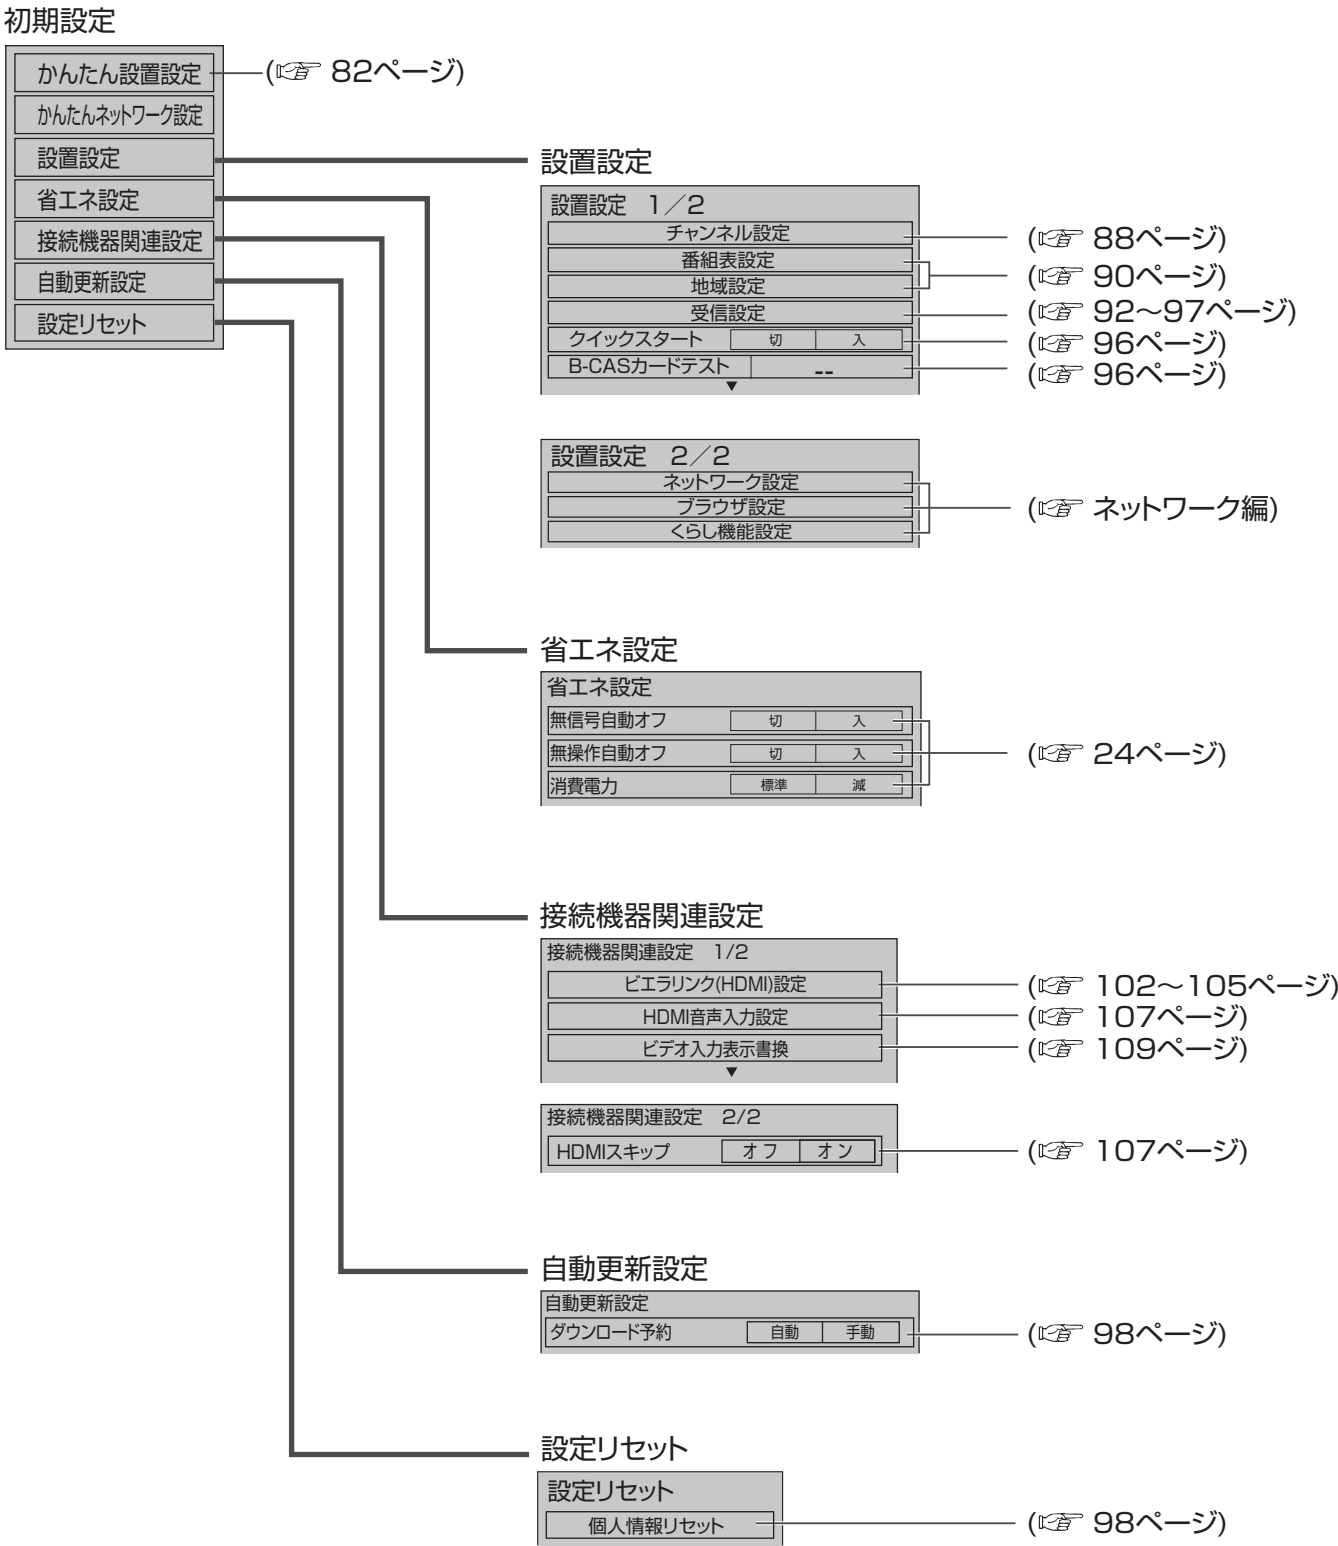 初期設定
かんたん設置設定
(☞ 82ページ)
かんたんネットワーク設定
設置設定
省エネ設定
接続機器関連設定
自動更新設定
設定リセット
設置設定
設置設定 1／2
チャンネル設定
(☞ 88ページ)
番組表設定
地域設定
(☞ 90ページ)
受信設定
(☞ 92～97ページ)
クイックスタート 切 入
(☞ 96ページ)
B-CASカードテスト --
(☞ 96ページ)
▼
設置設定 2／2
ネットワーク設定
ブラウザ設定
(☞ ネットワーク編)
くらし機能設定
省エネ設定
省エネ設定
無信号自動オフ 切 入
無操作自動オフ 切 入
(☞ 24ページ)
消費電力 標準 減
接続機器関連設定
接続機器関連設定 1/2
ビエラリンク(HDMI)設定
(☞ 102～105ページ)
HDMI音声入力設定
(☞ 107ページ)
ビデオ入力表示書換
(☞ 109ページ)
▼
接続機器関連設定 2/2
HDMIスキップ オフ オン
(☞ 107ページ)
自動更新設定
自動更新設定
ダウンロード予約 自動 手動
(☞ 98ページ)
設定リセット
設定リセット
個人情報リセット
(☞ 98ページ)